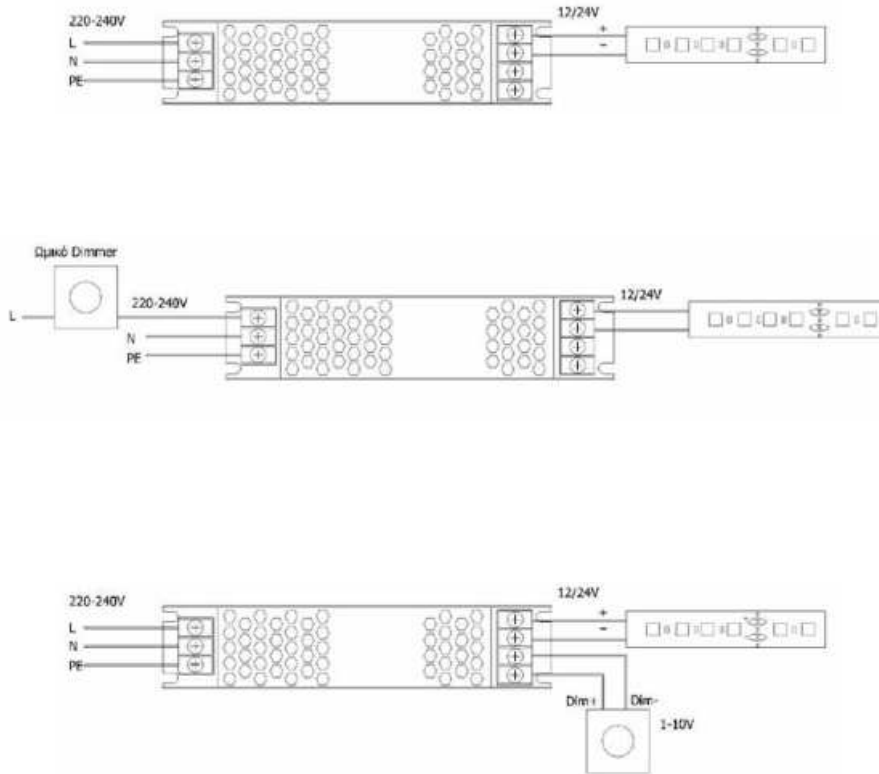 220-240V
12/24V
L
+
N
-
PE
Ωμικό Dimmer
220-240V
12/24V
L
N
PE
220-240V
12/24V
L
+
N
-
PE
Dim+
Dim-
1-10V